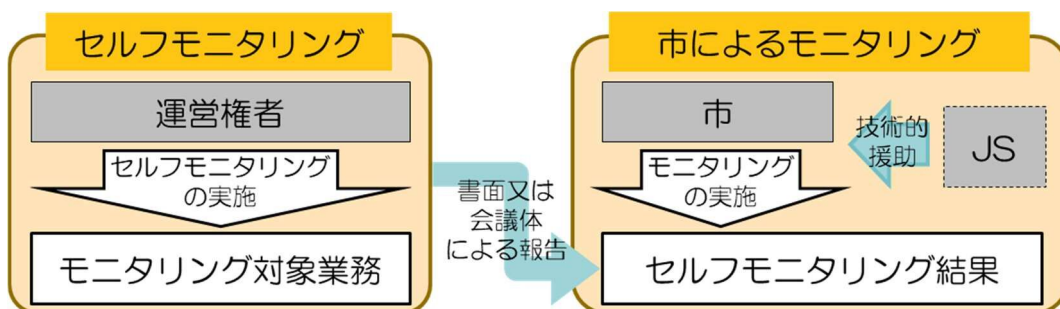 セルフモニタリング
運営権者
セルフモニタリング
の実施
モニタリング対象業務
書面又は
会議体
による報告
市によるモニタリング
市
技術的
援助
JS
モニタリング
の実施
セルフモニタリング結果